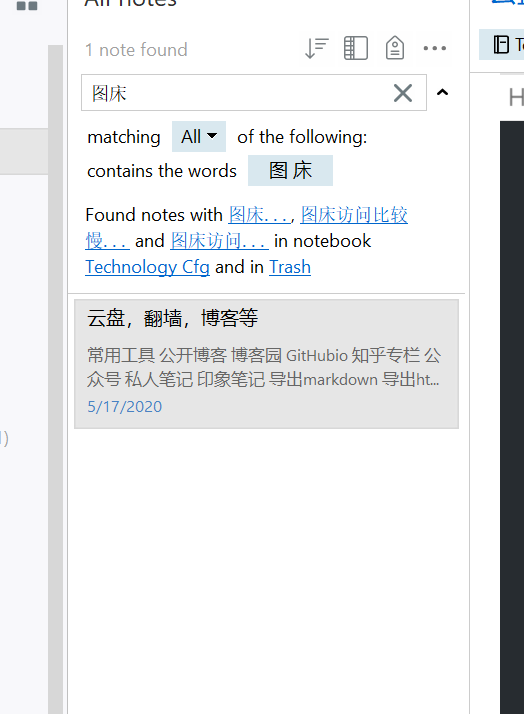 All notes
1 note found
图床
matching All of the following:
contains the words 图 床
Found notes with 图床..., 图床访问比较
慢... and 图床访问... in notebook
Technology Cfg and in Trash
云盘，翻墙，博客等
常用工具 公开博客 博客园 GitHubio 知乎专栏 公
众号 私人笔记 印象笔记 导出markdown 导出ht...
5/17/2020